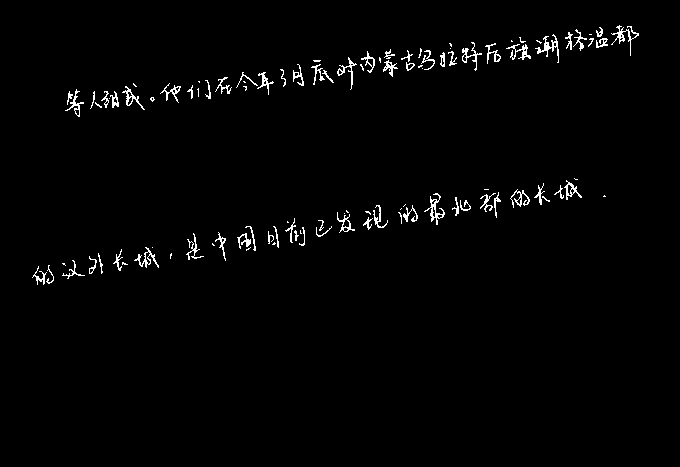 等人组成。他们在今年3月底对内蒙古乌拉特后旗潮格温都
的汉外长城，是中国目前已发现的最北部的长城．